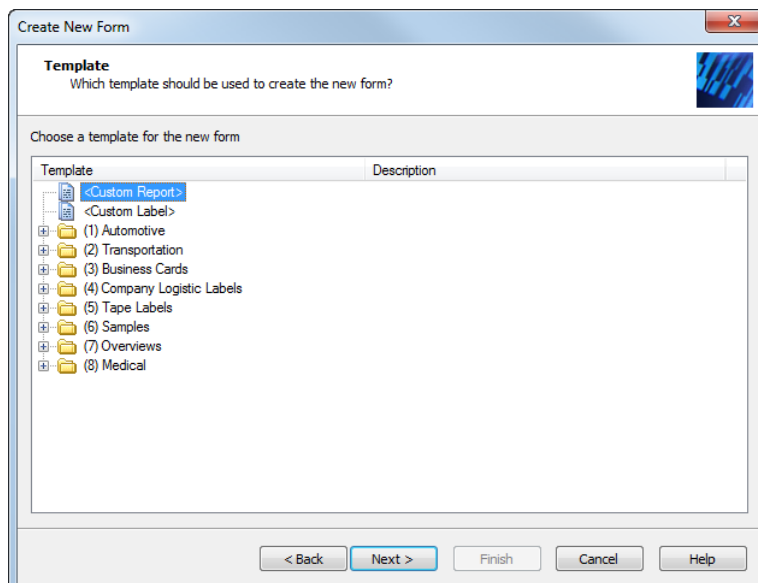 Create New Form
Template
Which template should be used to create the new form?
Choose a template for the new form
Template Description
<Custom Report>
<Custom Label>
(1) Automotive
(2) Transportation
(3) Business Cards
(4) Company Logistic Labels
(5) Tape Labels
(6) Samples
(7) Overviews
(8) Medical
< Back Next > Finish Cancel Help